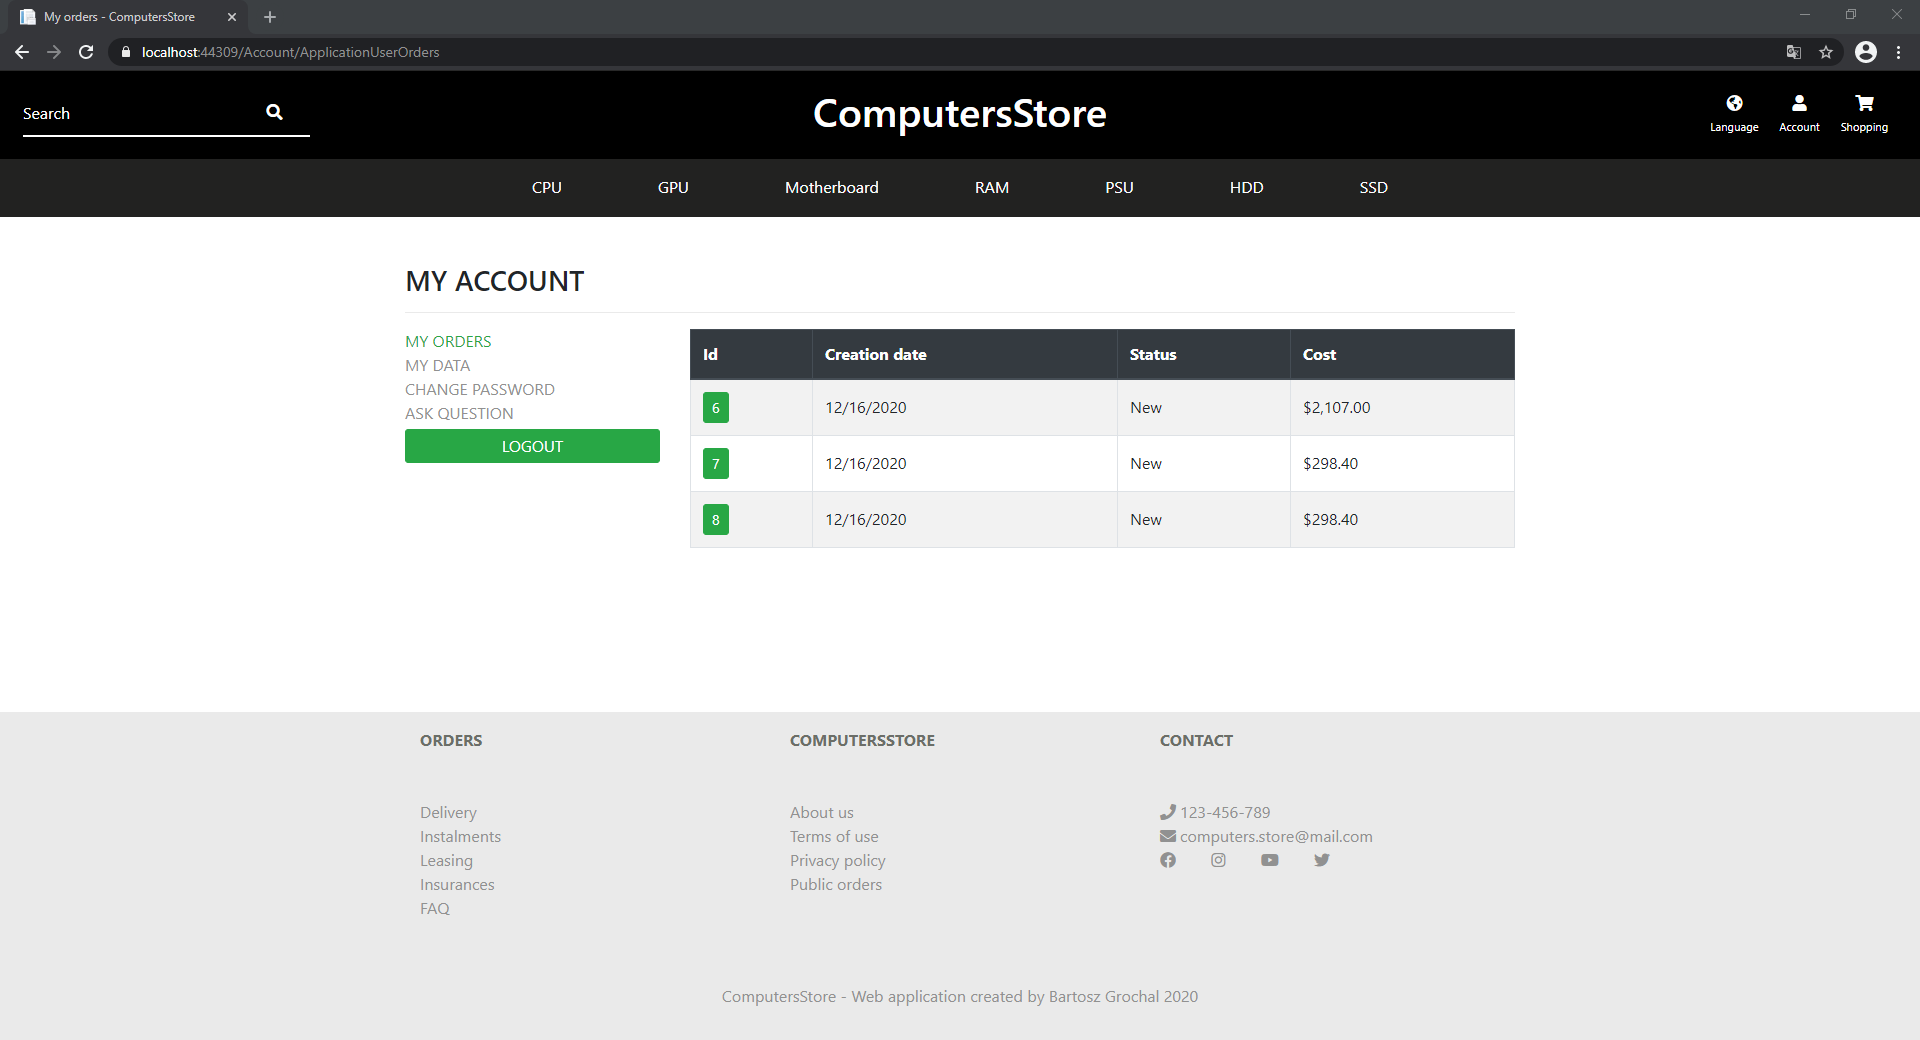 My orders - ComputersStore
localhost:44309/Account/ApplicationUserOrders
Search
ComputersStore
Language
Account
Shopping
CPU
GPU
Motherboard
RAM
PSU
HDD
SSD
MY ACCOUNT
MY ORDERS
MY DATA
CHANGE PASSWORD
ASK QUESTION
LOGOUT
Id Creation date Status Cost
6 12/16/2020 New $2,107.00
7 12/16/2020 New $298.40
8 12/16/2020 New $298.40
ORDERS
Delivery
Instalments
Leasing
Insurances
FAQ
COMPUTERSSTORE
About us
Terms of use
Privacy policy
Public orders
CONTACT
123-456-789
computers.store@mail.com
ComputersStore - Web application created by Bartosz Grochal 2020